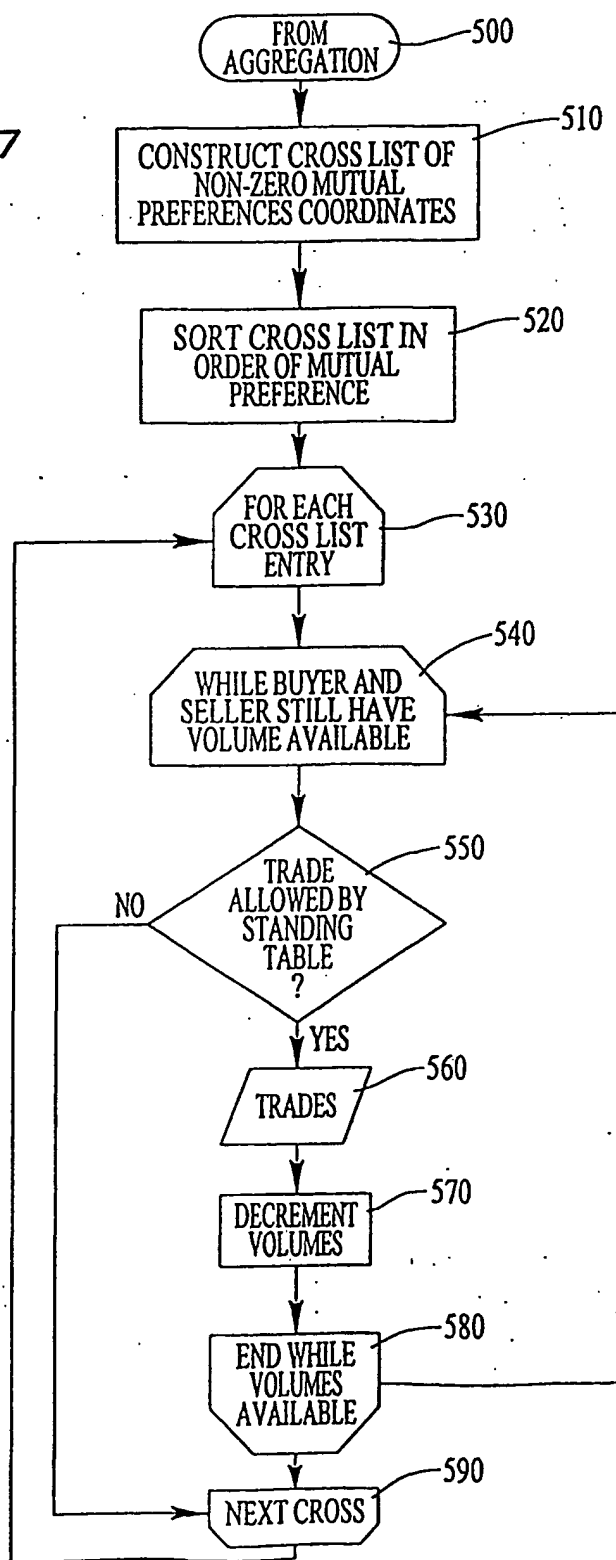 FROM
AGGREGATION
500
7
510
CONSTRUCT CROSS LIST OF
NON-ZERO MUTUAL
PREFERENCES COORDINATES
520
SORT CROSS LIST IN
ORDER OF MUTUAL
PREFERENCE
FOR EACH
CROSS LIST
ENTRY
530
540
WHILE BUYER AND
SELLER STILL HAVE
VOLUME AVAILABLE
550
TRADE
ALLOWED BY
STANDING
TABLE
?
NO
YES
560
TRADES
570
DECREMENT
VOLUMES
580
END WHILE
VOLUMES
AVAILABLE
590
NEXT CROSS